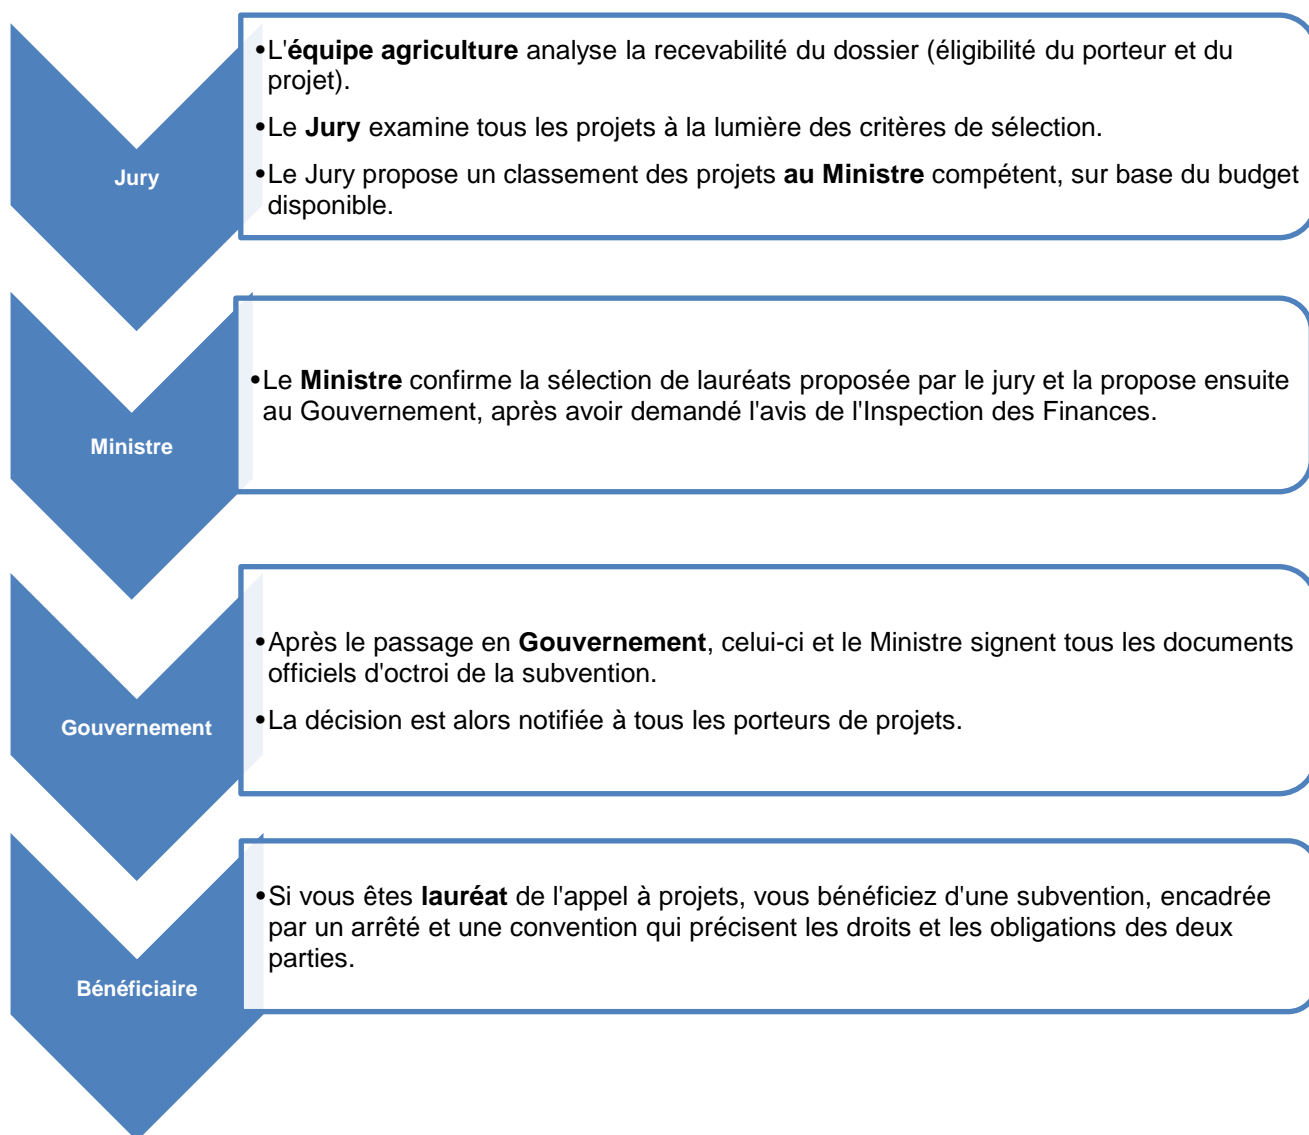 •L'équipe agriculture analyse la recevabilité du dossier (éligibilité du porteur et du
projet).
•Le Jury examine tous les projets à la lumière des critères de sélection.
Jury
•Le Jury propose un classement des projets au Ministre compétent, sur base du budget
disponible.
•Le Ministre confirme la sélection de lauréats proposée par le jury et la propose ensuite
au Gouvernement, après avoir demandé l'avis de l'Inspection des Finances.
Ministre
•Après le passage en Gouvernement, celui-ci et le Ministre signent tous les documents
officiels d'octroi de la subvention.
Gouvernement
•La décision est alors notifiée à tous les porteurs de projets.
•Si vous êtes lauréat de l'appel à projets, vous bénéficiez d'une subvention, encadrée
par un arrêté et une convention qui précisent les droits et les obligations des deux
parties.
Bénéficiaire